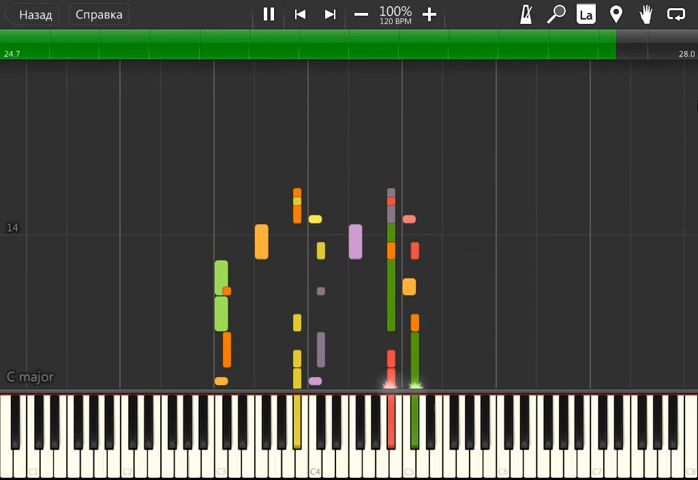 Назад Справка 100% La
120 BPM
24.7 28.0
14
C major
C1 C2 C3 C4 C5 C6 C7 C8